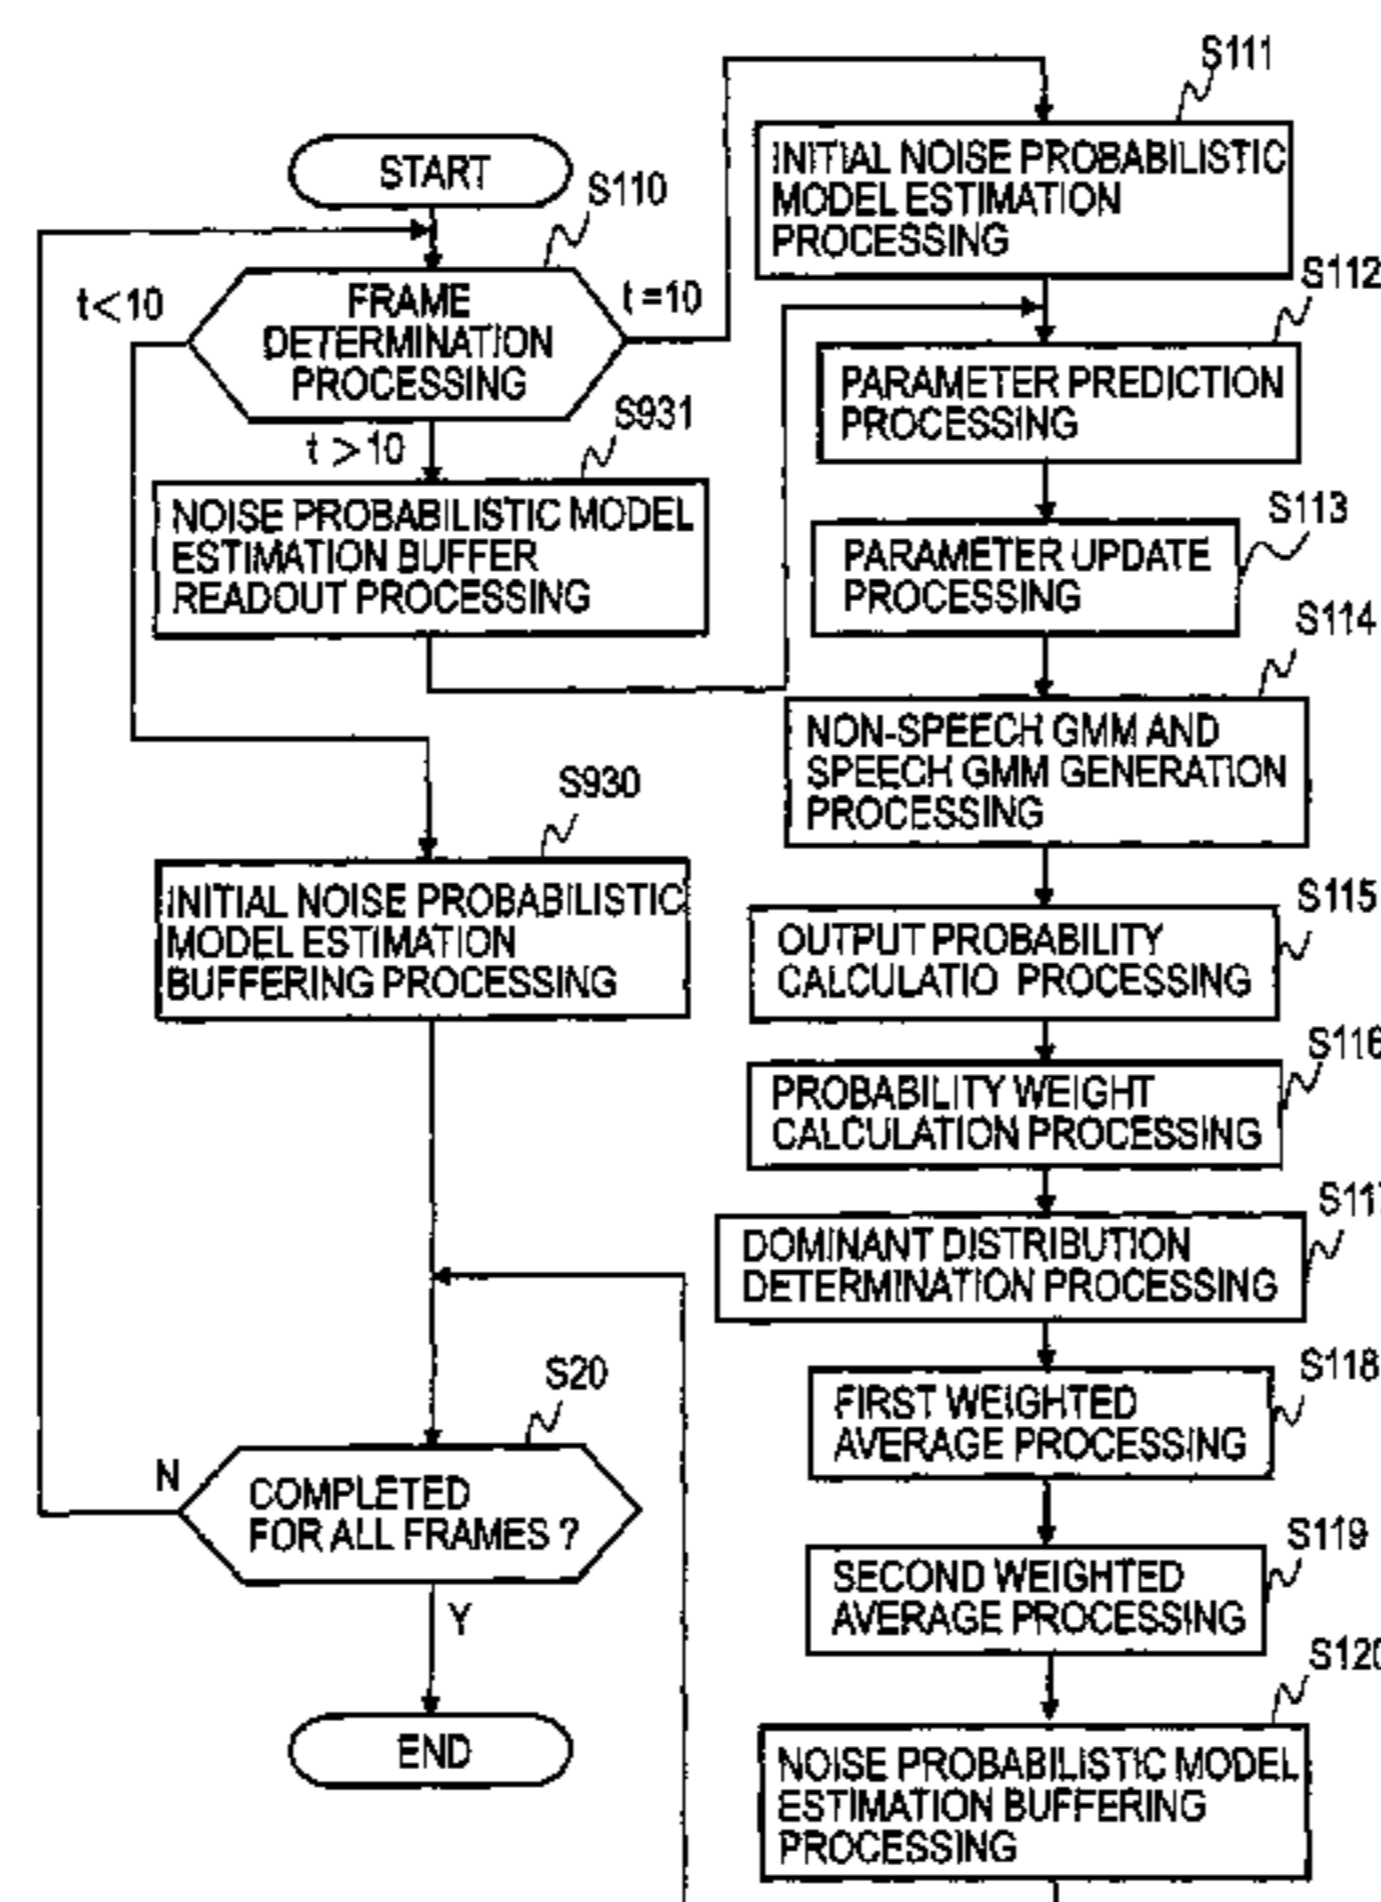 START
S110
t<10
FRAME
DETERMINATION
PROCESSING
t=10
t>10
S931
NOISE PROBABILISTIC MODEL
ESTIMATION BUFFER
READOUT PROCESSING
S930
INITIAL NOISE PROBABILISTIC
MODEL ESTIMATION
BUFFERING PROCESSING
S20
N
COMPLETED
FOR ALL FRAMES ?
Y
END
S111
INITIAL NOISE PROBABILISTIC
MODEL ESTIMATION
PROCESSING
S112
PARAMETER PREDICTION
PROCESSING
S113
PARAMETER UPDATE
PROCESSING
S114
NON-SPEECH GMM AND
SPEECH GMM GENERATION
PROCESSING
S115
OUTPUT PROBABILITY
CALCULATIO PROCESSING
S116
PROBABILITY WEIGHT
CALCULATION PROCESSING
S117
DOMINANT DISTRIBUTION
DETERMINATION PROCESSING
S118
FIRST WEIGHTED
AVERAGE PROCESSING
S119
SECOND WEIGHTED
AVERAGE PROCESSING
S120
NOISE PROBABILISTIC MODEL
ESTIMATION BUFFERING
PROCESSING